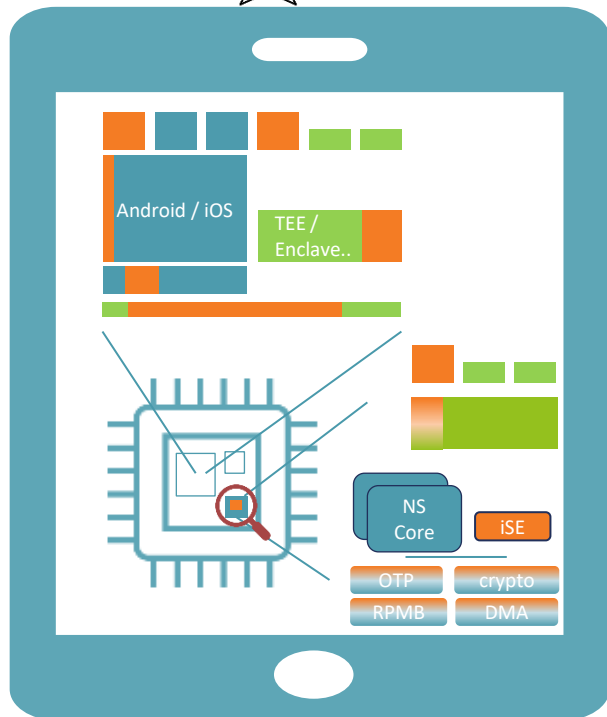 Android / iOS
TEE /
Enclave..
NS
Core
iSE
OTP
crypto
RPMB
DMA